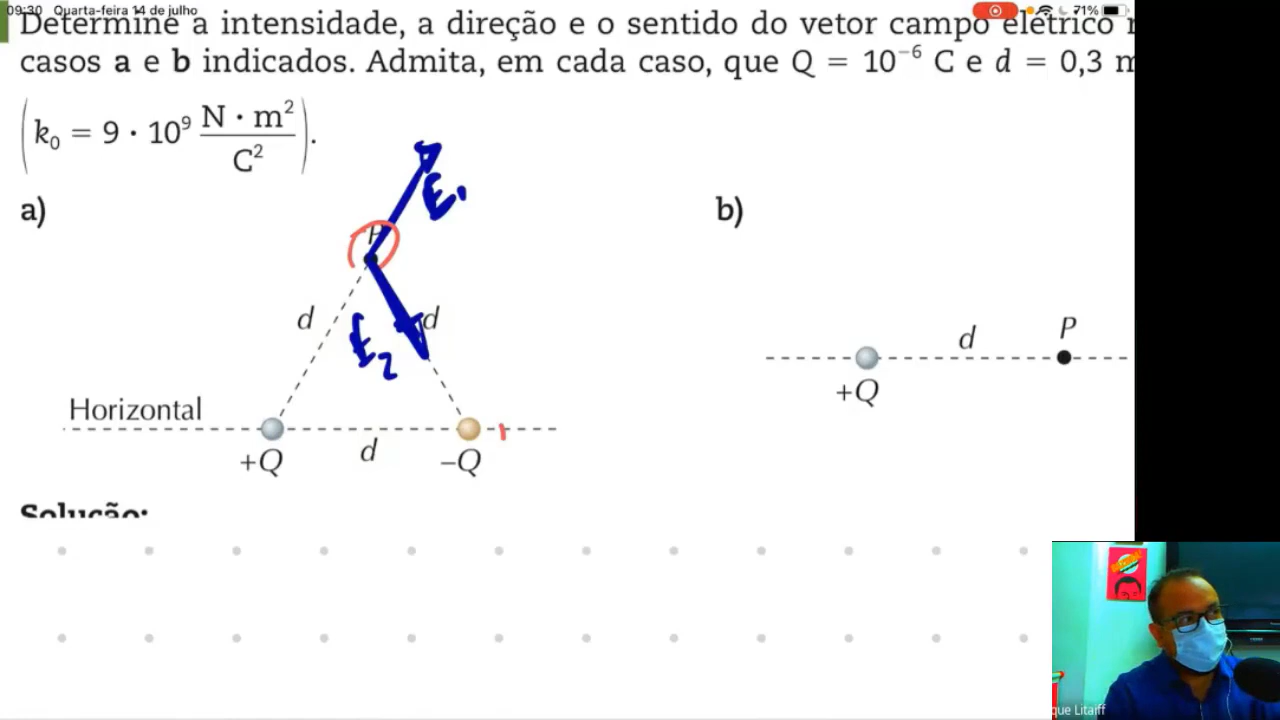 09:30 Quarta-feira 14 de julho
71%
Determine a intensidade, a direção e o sentido do vetor campo elétrico
casos a e b indicados. Admita, em cada caso, que Q = 10⁻⁶ C e d = 0,3 m
(k₀ = 9 · 10⁹ N · m² / C²).
a)
b)
E₁
P
d
d
E₂
Horizontal
+Q
d
−Q
d
P
+Q
Solução:
que Litaiff